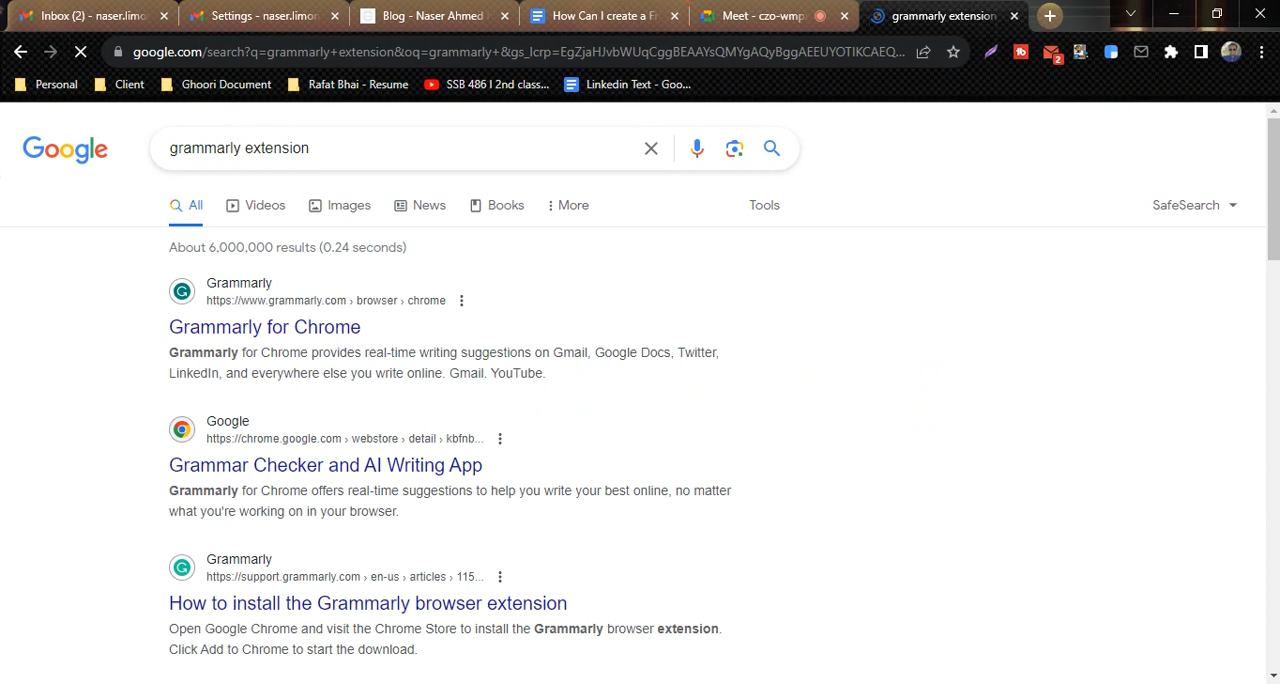 Inbox (2) - naser.limo
Settings - naser.limon
Blog - Naser Ahmed
How Can I create a Fr
Meet - czo-wmp
grammarly extension
google.com/search?q=grammarly+extension&oq=grammarly+&gs_lcrp=EgZjaHJvbWUqCggBEAAYsQMYgAQyBggAEEUYOTIKCAEQ...
2
Personal
Client
Ghoori Document
Rafat Bhai - Resume
SSB 486 l 2nd class...
Linkedin Text - Goo...
Google
grammarly extension
All
Videos
Images
News
Books
More
Tools
SafeSearch
About 6,000,000 results (0.24 seconds)
Grammarly
https://www.grammarly.com › browser › chrome
Grammarly for Chrome
Grammarly for Chrome provides real-time writing suggestions on Gmail, Google Docs, Twitter,
LinkedIn, and everywhere else you write online. Gmail. YouTube.
Google
https://chrome.google.com › webstore › detail › kbfnb...
Grammar Checker and AI Writing App
Grammarly for Chrome offers real-time suggestions to help you write your best online, no matter
what you're working on in your browser.
Grammarly
https://support.grammarly.com › en-us › articles › 115...
How to install the Grammarly browser extension
Open Google Chrome and visit the Chrome Store to install the Grammarly browser extension.
Click Add to Chrome to start the download.